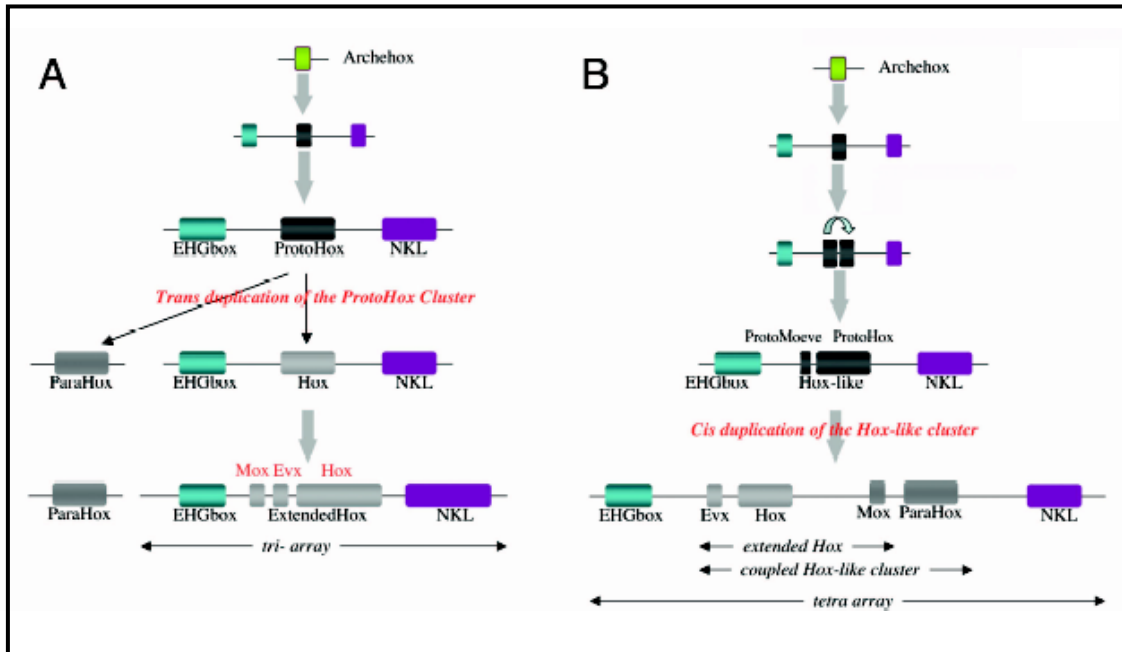 A
Archehox
EHGbox ProtoHox NKL
Trans duplication of the ProtoHox Cluster
ParaHox EHGbox Hox NKL
Mox Evx Hox
ParaHox EHGbox ExtendedHox NKL
tri- array
B
Archehox
ProtoMoeve ProtoHox
EHGbox Hox-like NKL
Cis duplication of the Hox-like cluster
EHGbox Evx Hox Mox ParaHox NKL
extended Hox
coupled Hox-like cluster
tetra array